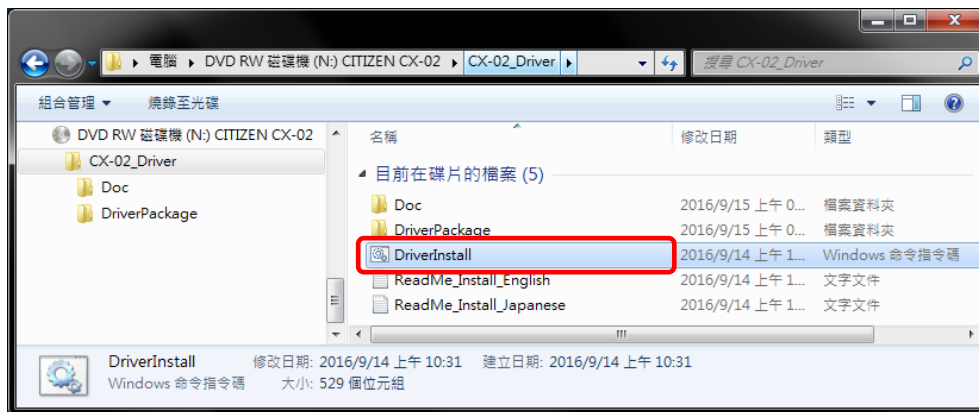 電腦 DVD RW 磁碟機 (N:) CITIZEN CX-02 CX-02_Driver 搜尋 CX-02_Driver
組合管理 燒錄至光碟
DVD RW 磁碟機 (N:) CITIZEN CX-02
CX-02_Driver
Doc
DriverPackage
名稱 修改日期 類型
目前在碟片的檔案 (5)
Doc 2016/9/15 上午 0... 檔案資料夾
DriverPackage 2016/9/15 上午 0... 檔案資料夾
DriverInstall 2016/9/14 上午 1... Windows 命令指令碼
ReadMe_Install_English 2016/9/14 上午 1... 文字文件
ReadMe_Install_Japanese 2016/9/14 上午 1... 文字文件
DriverInstall 修改日期: 2016/9/14 上午 10:31 建立日期: 2016/9/14 上午 10:31
Windows 命令指令碼 大小: 529 個位元組